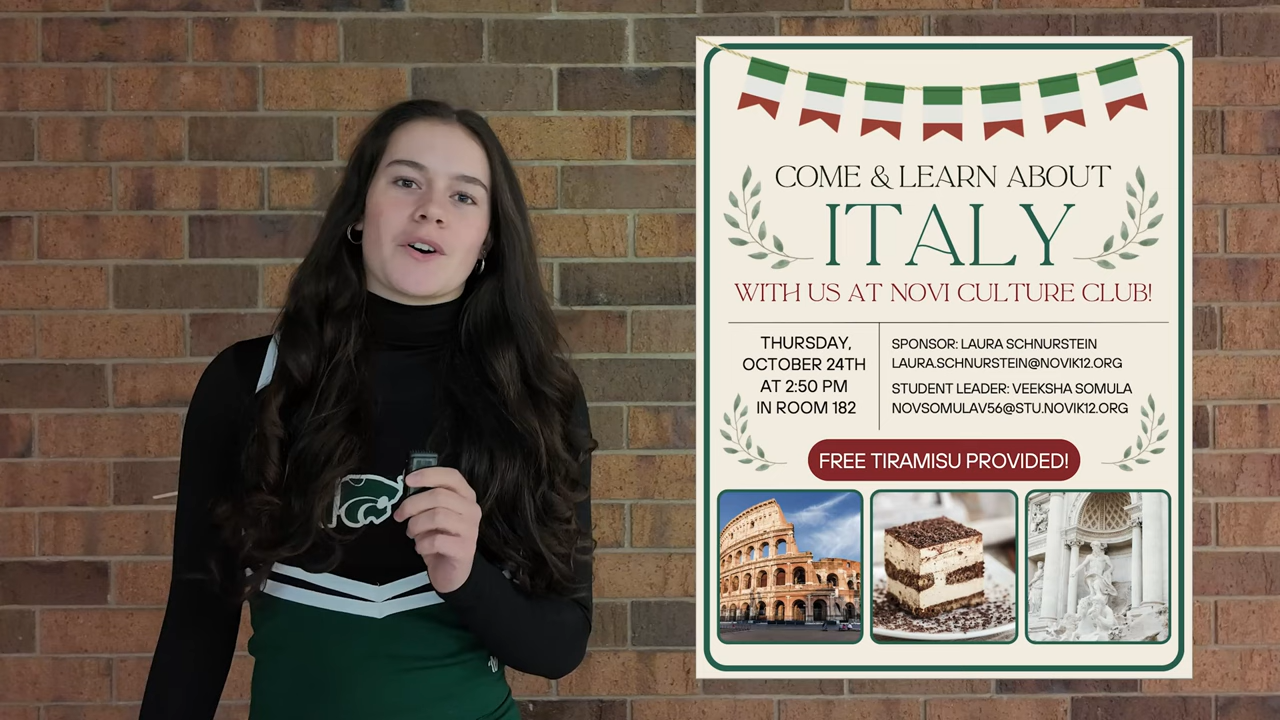 COME & LEARN ABOUT
ITALY
WITH US AT NOVI CULTURE CLUB!
THURSDAY,
OCTOBER 24TH
AT 2:50 PM
IN ROOM 182
SPONSOR: LAURA SCHNURSTEIN
LAURA.SCHNURSTEIN@NOVIK12.ORG
STUDENT LEADER: VEEKSHA SOMULA
NOVSOMULAV56@STU.NOVIK12.ORG
FREE TIRAMISU PROVIDED!